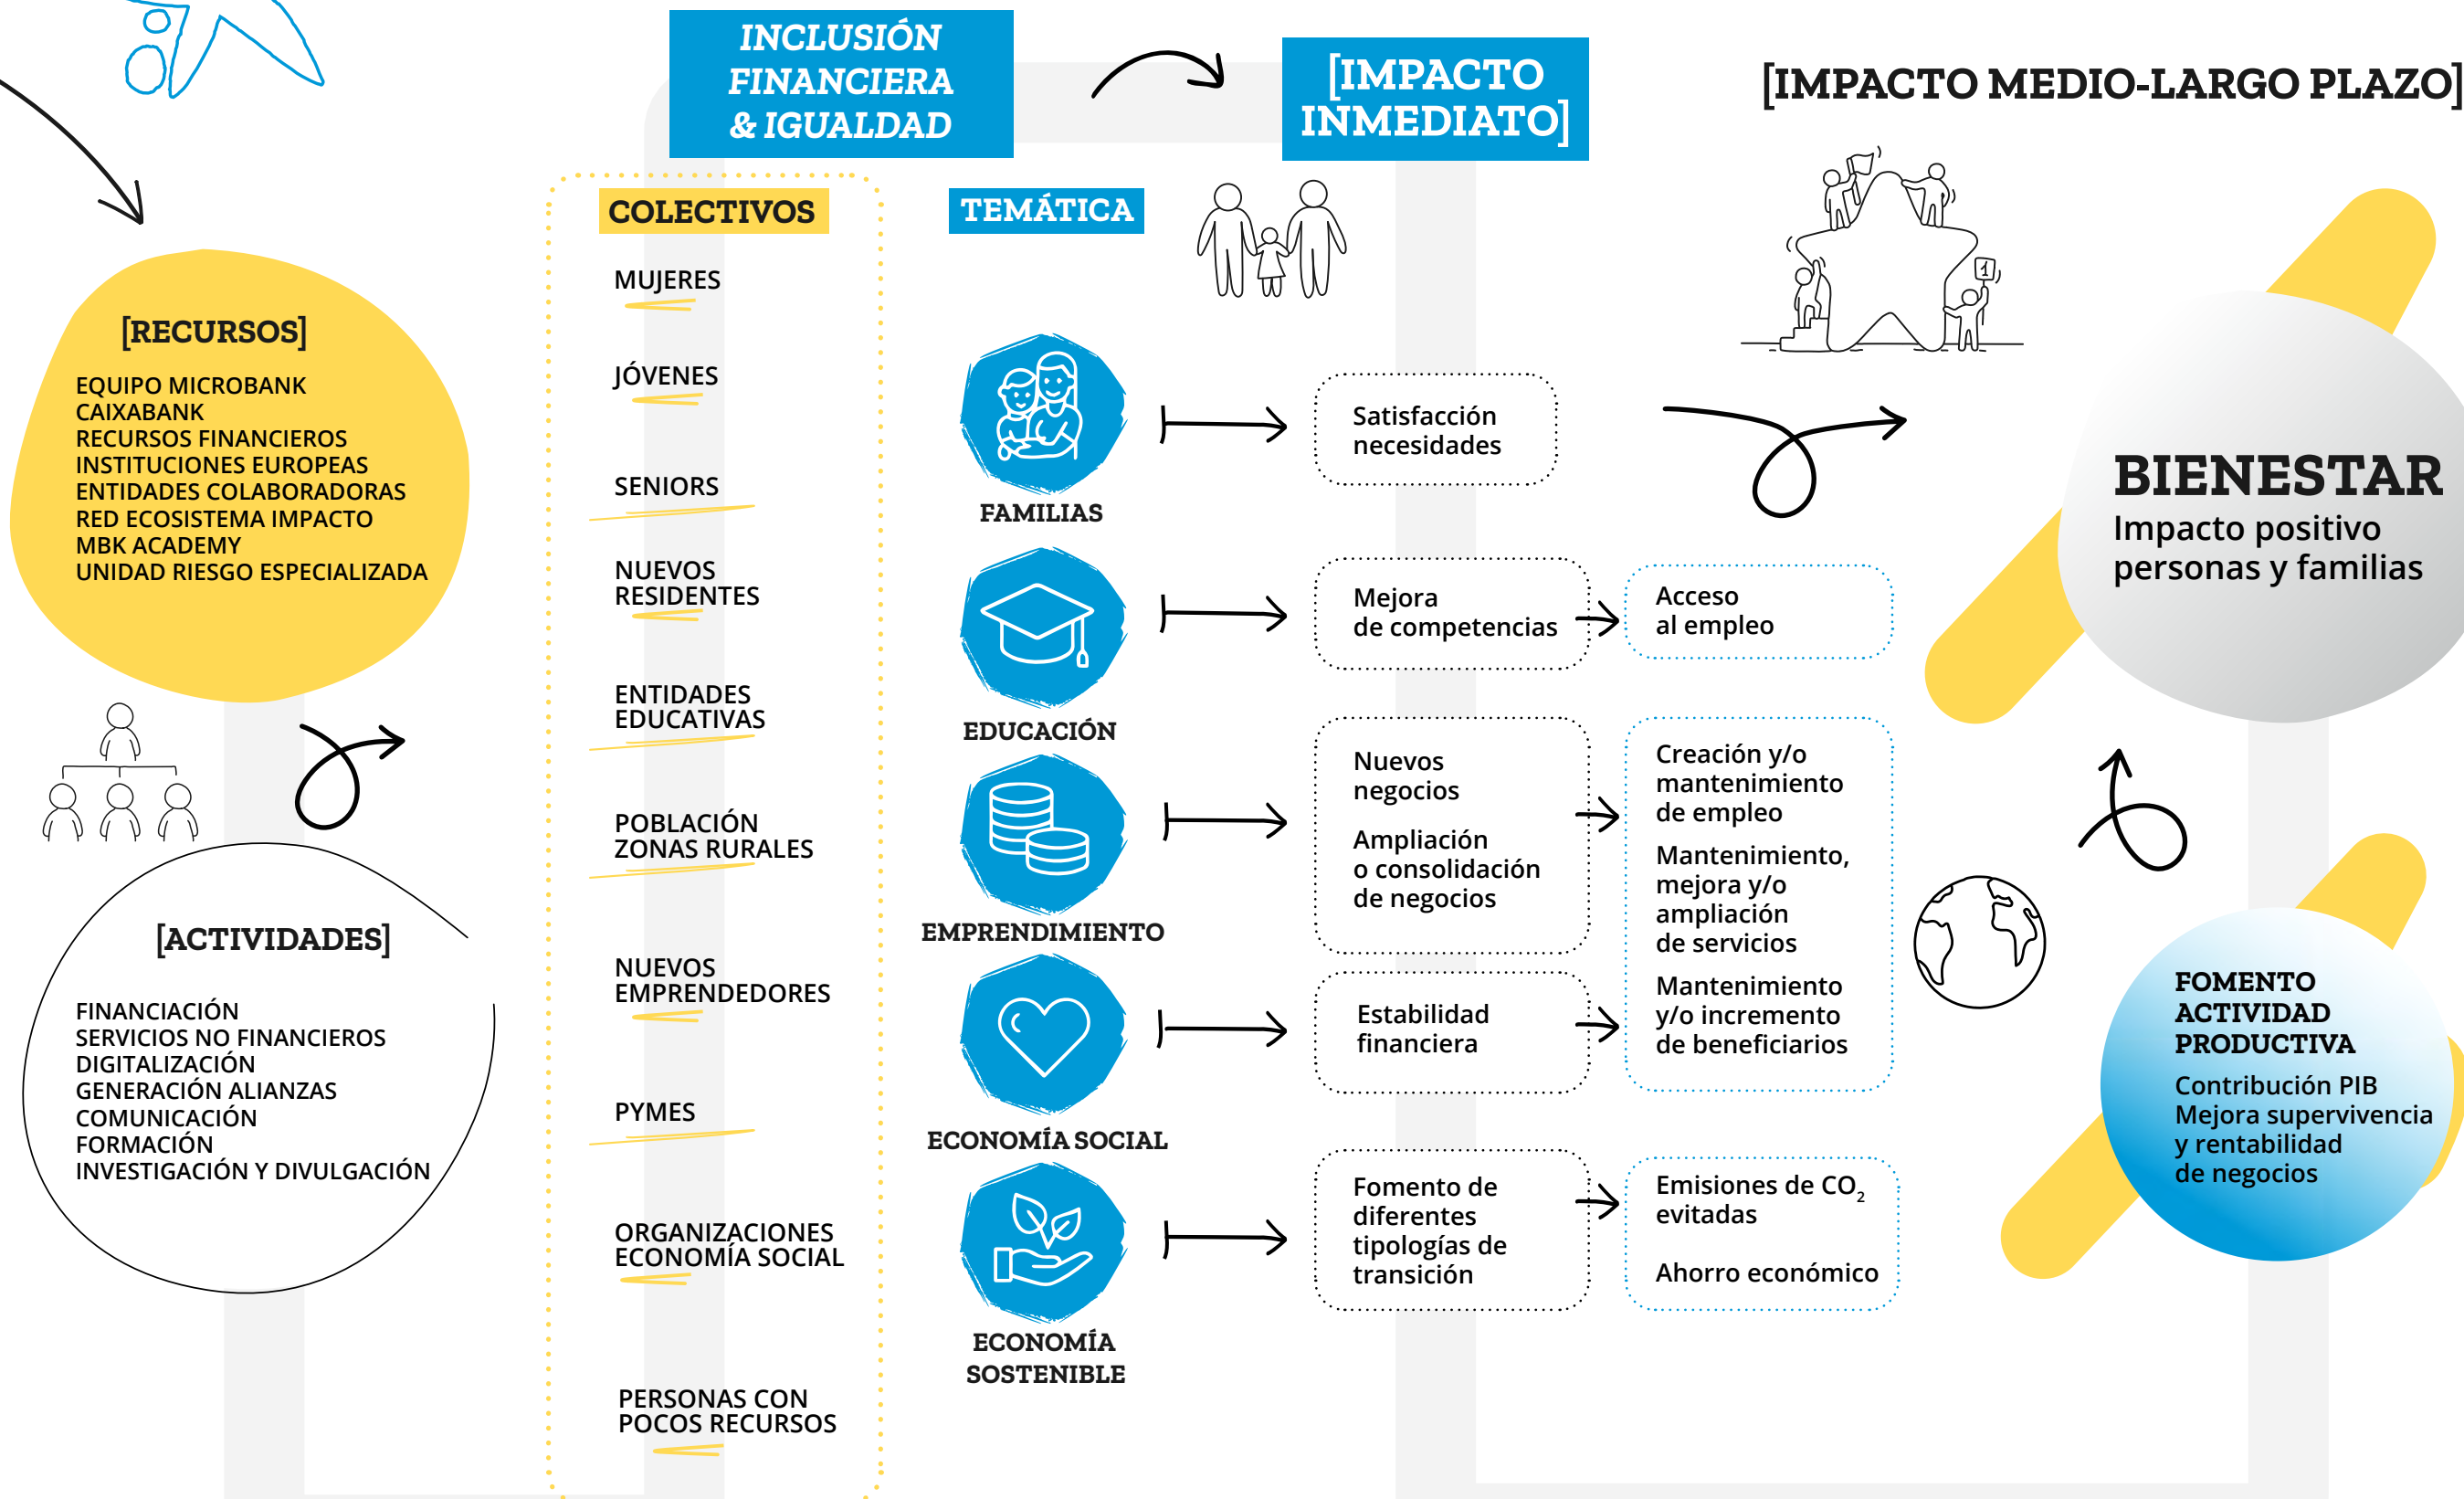 INCLUSIÓN
FINANCIERA
& IGUALDAD
[IMPACTO
INMEDIATO]
[IMPACTO MEDIO-LARGO PLAZO]
[RECURSOS]
EQUIPO MICROBANK
CAIXABANK
RECURSOS FINANCIEROS
INSTITUCIONES EUROPEAS
ENTIDADES COLABORADORAS
RED ECOSISTEMA IMPACTO
MBK ACADEMY
UNIDAD RIESGO ESPECIALIZADA
[ACTIVIDADES]
FINANCIACIÓN
SERVICIOS NO FINANCIEROS
DIGITALIZACIÓN
GENERACIÓN ALIANZAS
COMUNICACIÓN
FORMACIÓN
INVESTIGACIÓN Y DIVULGACIÓN
COLECTIVOS
MUJERES
JÓVENES
SENIORS
NUEVOS
RESIDENTES
ENTIDADES
EDUCATIVAS
POBLACIÓN
ZONAS RURALES
NUEVOS
EMPRENDEDORES
PYMES
ORGANIZACIONES
ECONOMÍA SOCIAL
PERSONAS CON
POCOS RECURSOS
TEMÁTICA
FAMILIAS
EDUCACIÓN
EMPRENDIMIENTO
ECONOMÍA SOCIAL
ECONOMÍA
SOSTENIBLE
Satisfacción
necesidades
Mejora
de competencias
Nuevos
negocios
Ampliación
o consolidación
de negocios
Estabilidad
financiera
Fomento de
diferentes
tipologías de
transición
Acceso
al empleo
Creación y/o
mantenimiento
de empleo
Mantenimiento,
mejora y/o
ampliación
de servicios
Mantenimiento
y/o incremento
de beneficiarios
Emisiones de CO₂
evitadas
Ahorro económico
1
BIENESTAR
Impacto positivo
personas y familias
FOMENTO
ACTIVIDAD
PRODUCTIVA
Contribución PIB
Mejora supervivencia
y rentabilidad
de negocios